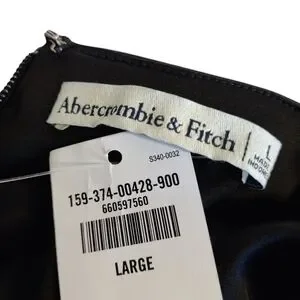 Abercrombie & Fitch
L
MADE
S340-0032
159-374-00428-900
660597560
LARGE